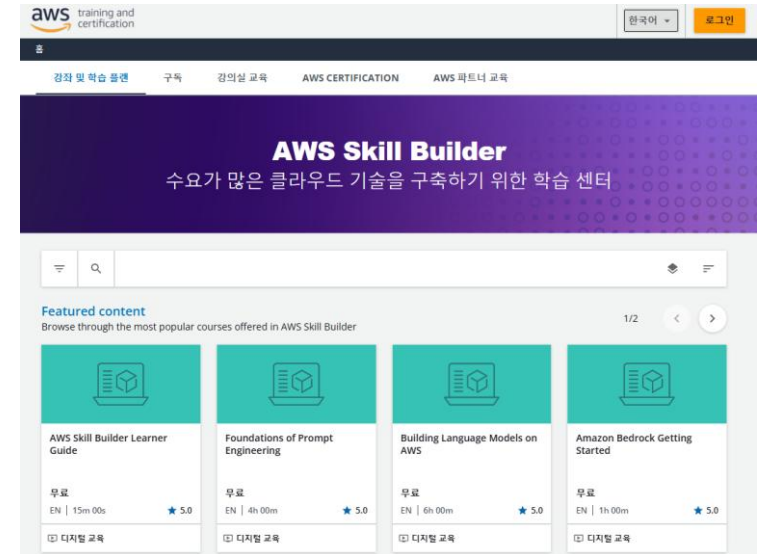 aws training and
certification
한국어
로그인
홈
강좌 및 학습 플랜 구독 강의실 교육 AWS CERTIFICATION AWS 파트너 교육
AWS Skill Builder
수요가 많은 클라우드 기술을 구축하기 위한 학습 센터
Featured content
Browse through the most popular courses offered in AWS Skill Builder
1/2
AWS Skill Builder Learner
Guide
무료
EN | 15m 00s ★ 5.0
디지털 교육
Foundations of Prompt
Engineering
무료
EN | 4h 00m ★ 5.0
디지털 교육
Building Language Models on
AWS
무료
EN | 6h 00m ★ 5.0
디지털 교육
Amazon Bedrock Getting
Started
무료
EN | 1h 00m ★ 5.0
디지털 교육